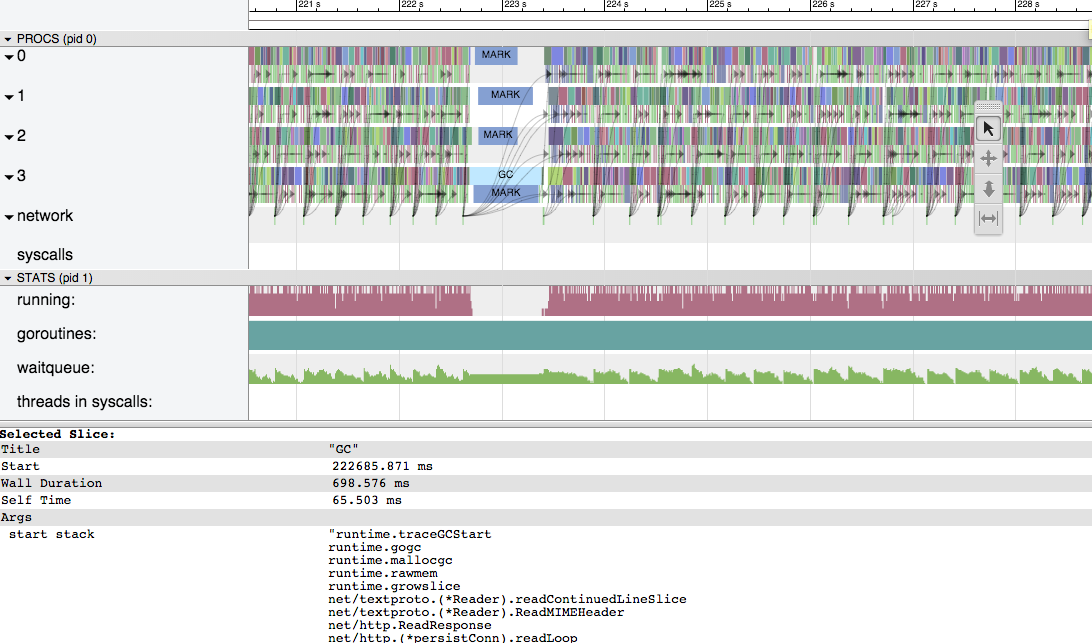 221 s 222 s 223 s 224 s 225 s 226 s 227 s 228 s
PROCS (pid 0)
0 MARK
1 MARK
2 MARK
3 GC
MARK
network
syscalls
STATS (pid 1)
running:
goroutines:
waitqueue:
threads in syscalls:
Selected Slice:
Title "GC"
Start 222685.871 ms
Wall Duration 698.576 ms
Self Time 65.503 ms
Args
start stack "runtime.traceGCStart
runtime.gogc
runtime.mallocgc
runtime.rawmem
runtime.growslice
net/textproto.(*Reader).readContinuedLineSlice
net/textproto.(*Reader).ReadMIMEHeader
net/http.ReadResponse
net/http.(*persistConn).readLoop